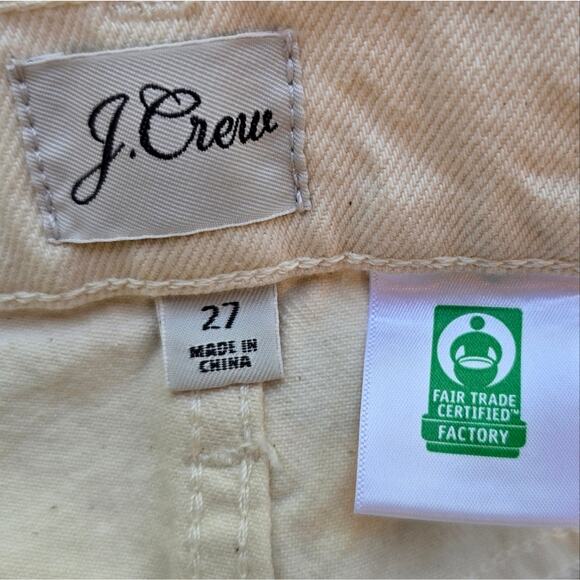 J.Crew
27
MADE IN
CHINA
FAIR TRADE
CERTIFIED™
FACTORY